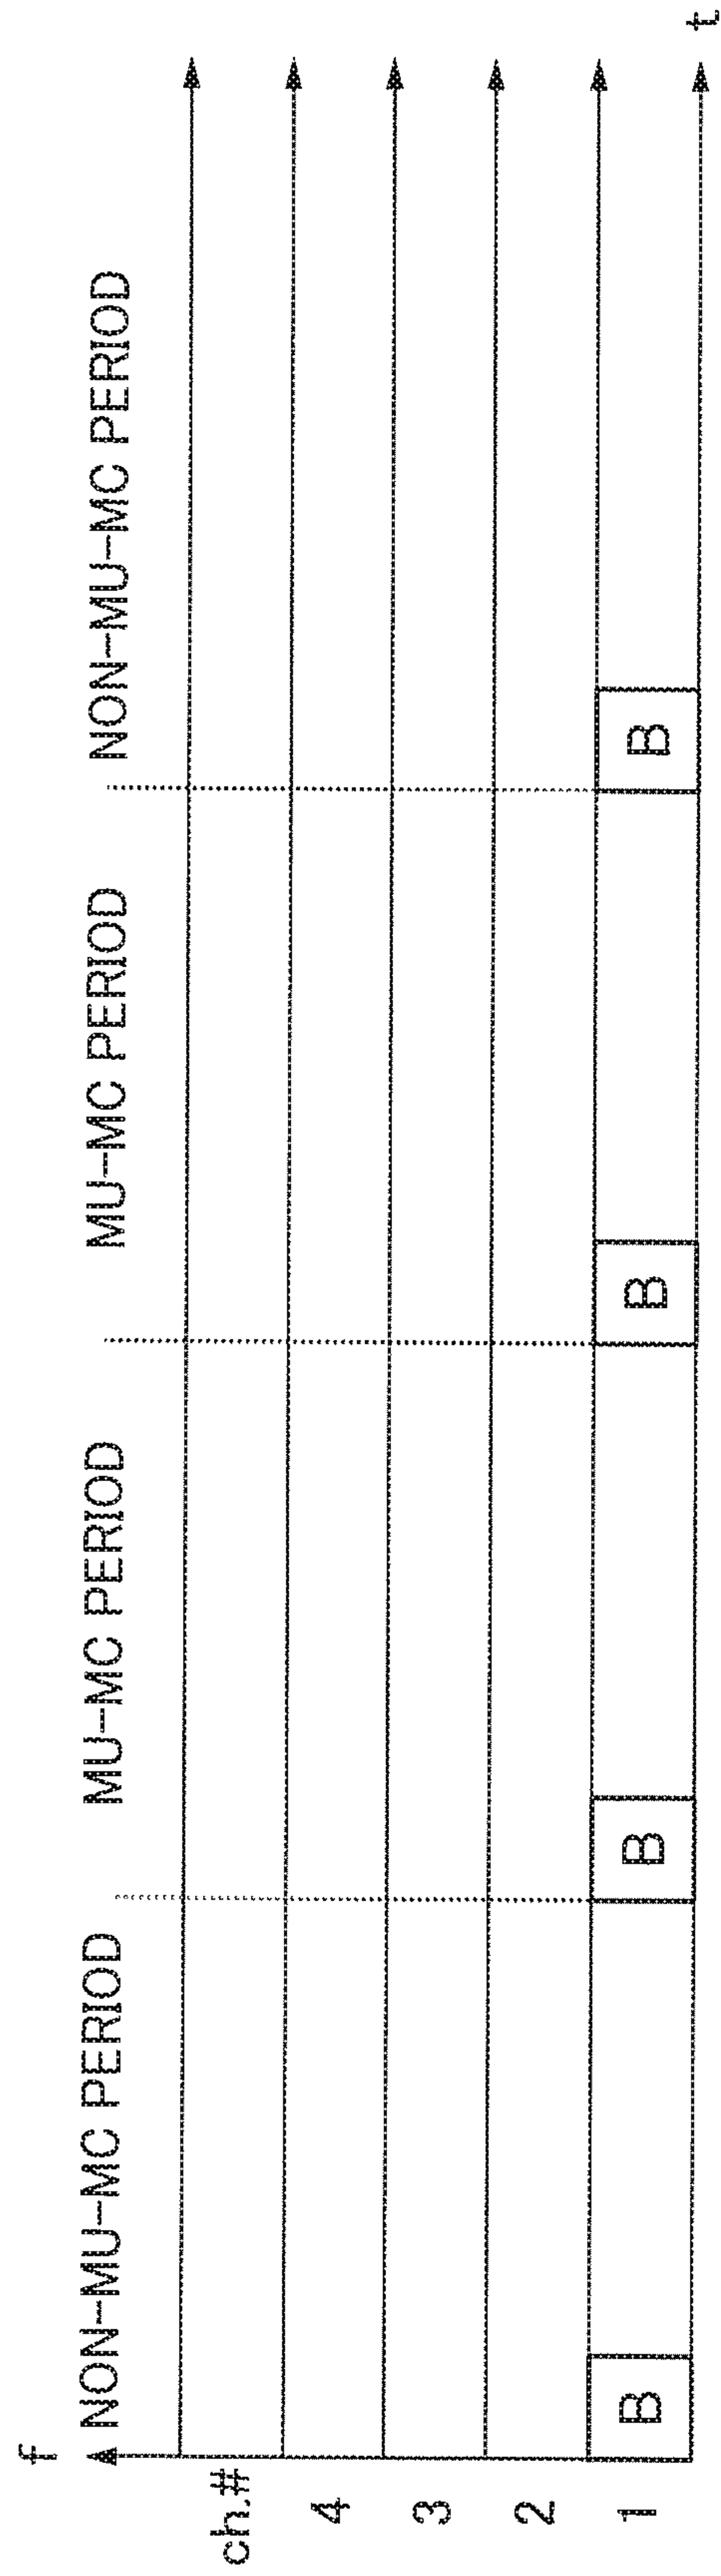 f
NON-MU-MC PERIOD
MU-MC PERIOD
MU-MC PERIOD
NON-MU-MC PERIOD
ch.#
4
3
2
1
B
B
B
B
t